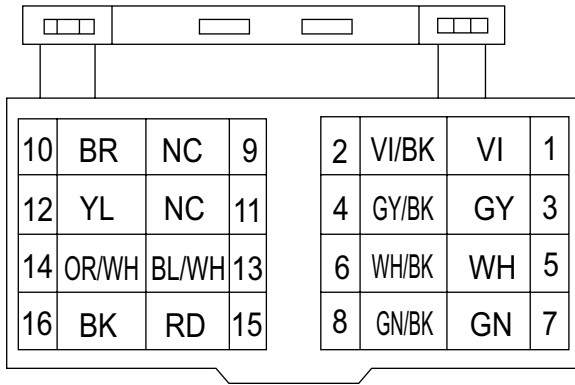 10 BR NC 9 2 VI/BK VI 1
12 YL NC 11 4 GY/BK GY 3
14 OR/WH BL/WH 13 6 WH/BK WH 5
16 BK RD 15 8 GN/BK GN 7